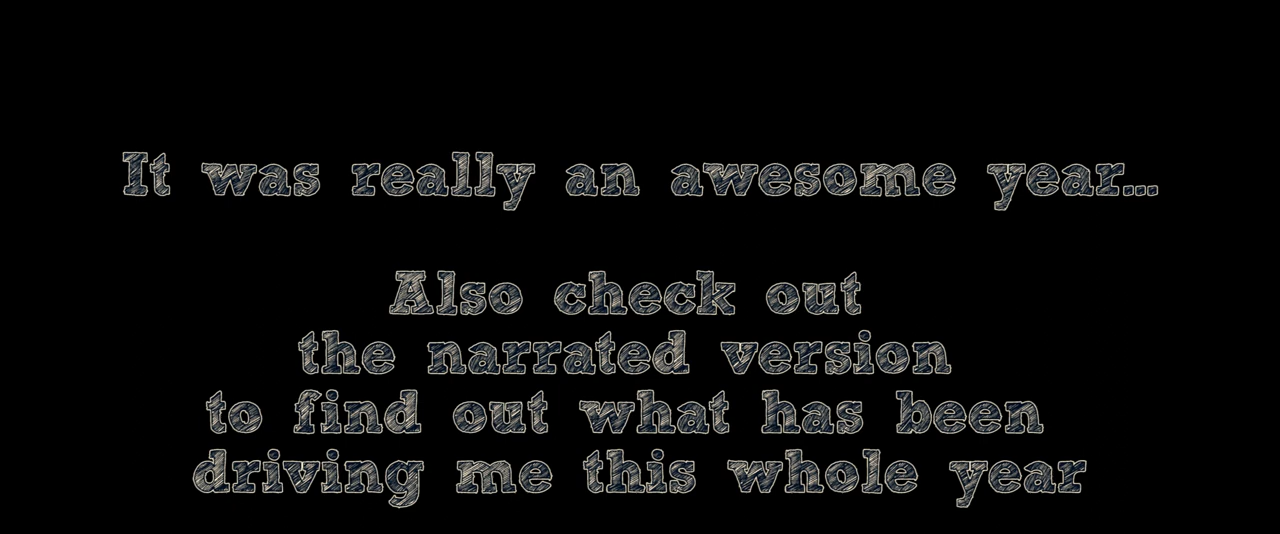 It was really an awesome year...
Also check out
the narrated version
to find out what has been
driving me this whole year